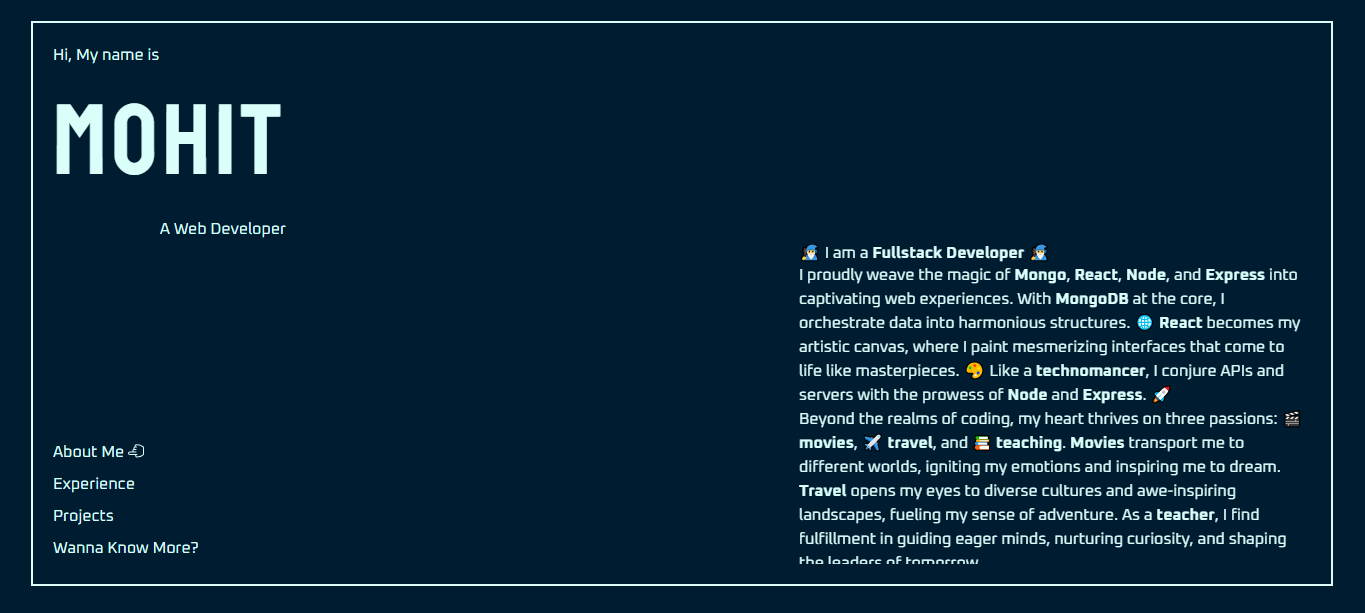 Hi, My name is
MOHIT
A Web Developer
About Me
Experience
Projects
Wanna Know More?
I am a Fullstack Developer
I proudly weave the magic of Mongo, React, Node, and Express into
captivating web experiences. With MongoDB at the core, I
orchestrate data into harmonious structures. 🌐 React becomes my
artistic canvas, where I paint mesmerizing interfaces that come to
life like masterpieces. 🎨 Like a technomancer, I conjure APIs and
servers with the prowess of Node and Express. 🚀
Beyond the realms of coding, my heart thrives on three passions: 🎬
movies, ✈️ travel, and 📚 teaching. Movies transport me to
different worlds, igniting my emotions and inspiring me to dream.
Travel opens my eyes to diverse cultures and awe-inspiring
landscapes, fueling my sense of adventure. As a teacher, I find
fulfillment in guiding eager minds, nurturing curiosity, and shaping
the leaders of tomorrow.